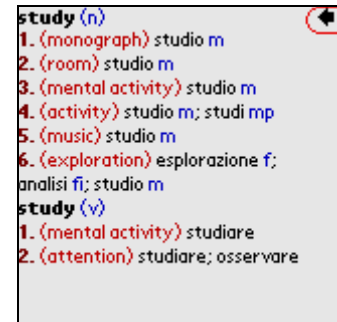 study (n)
1. (monograph) studio m
2. (room) studio m
3. (mental activity) studio m
4. (activity) studio m; studi mp
5. (music) studio m
6. (exploration) esplorazione f;
analisi fi; studio m
study (v)
1. (mental activity) studiare
2. (attention) studiare; osservare